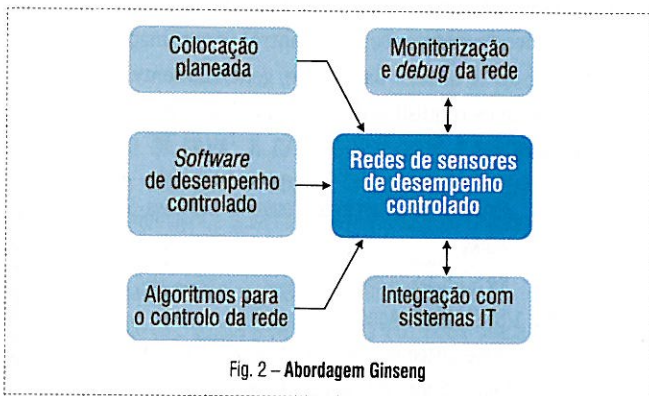 Colocação
planeada
Monitorização
e debug da rede
Software
de desempenho
controlado
Redes de sensores
de desempenho
controlado
Algoritmos para
o controlo da rede
Integração com
sistemas IT
Fig. 2 – Abordagem Ginseng